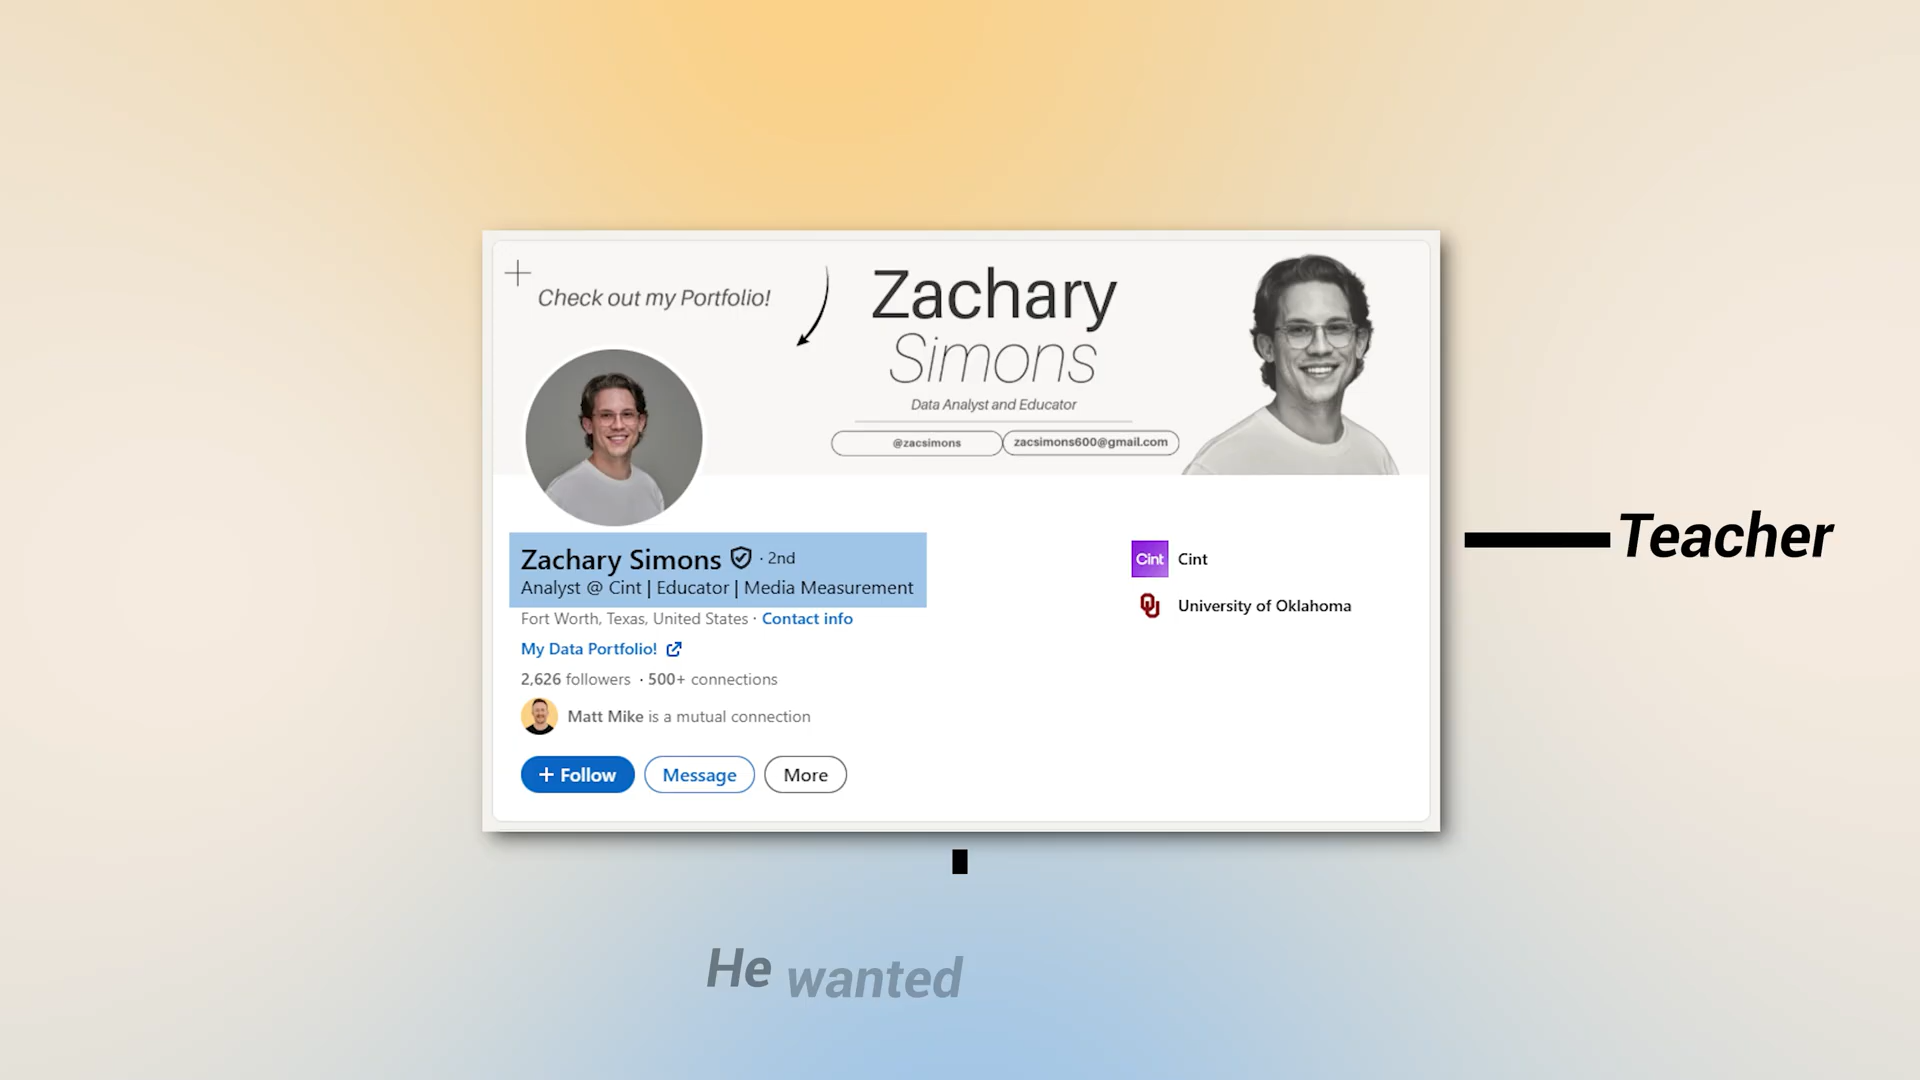 Check out my Portfolio!
Zachary
Simons
Data Analyst and Educator
@zacsimons
zacsimons600@gmail.com
Zachary Simons · 2nd
Analyst @ Cint | Educator | Media Measurement
Fort Worth, Texas, United States · Contact info
My Data Portfolio!
2,626 followers · 500+ connections
Matt Mike is a mutual connection
+ Follow
Message
More
Cint
Cint
OU
University of Oklahoma
Teacher
He wanted